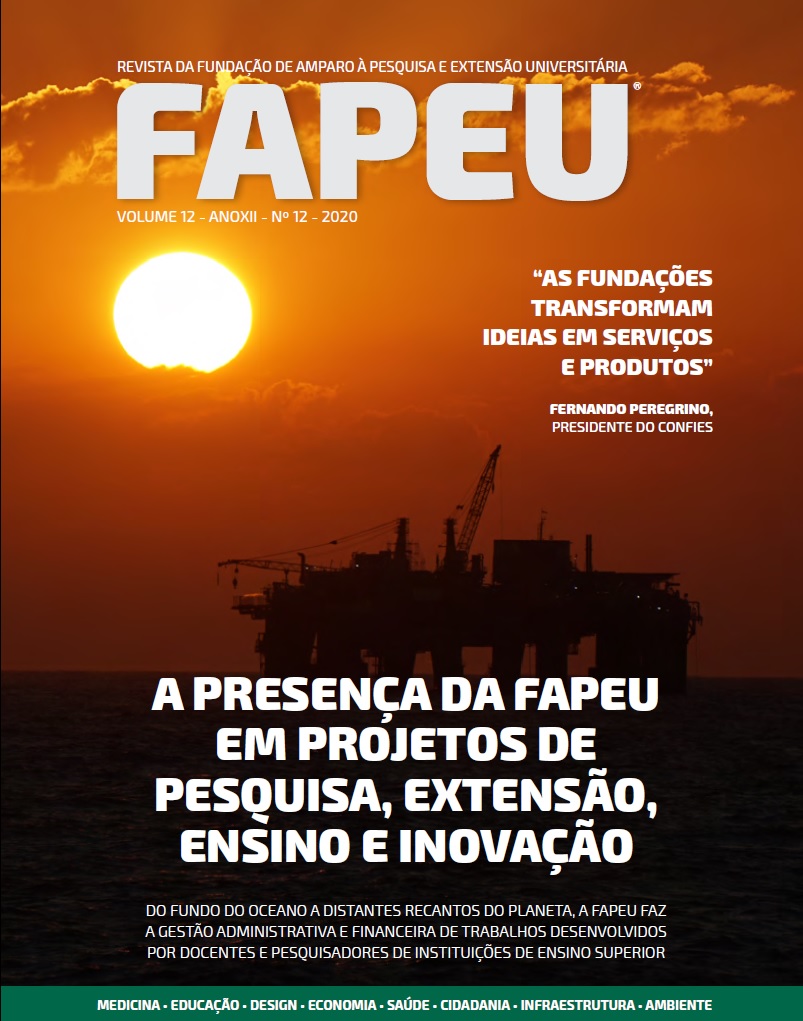 REVISTA DA FUNDAÇÃO DE AMPARO À PESQUISA E EXTENSÃO UNIVERSITÁRIA
FAPEU®
VOLUME 12 - ANOXII - Nº 12 - 2020
“AS FUNDAÇÕES
TRANSFORMAM
IDEIAS EM SERVIÇOS
E PRODUTOS”
FERNANDO PEREGRINO,
PRESIDENTE DO CONFIES
A PRESENÇA DA FAPEU
EM PROJETOS DE
PESQUISA, EXTENSÃO,
ENSINO E INOVAÇÃO
DO FUNDO DO OCEANO A DISTANTES RECANTOS DO PLANETA, A FAPEU FAZ
A GESTÃO ADMINISTRATIVA E FINANCEIRA DE TRABALHOS DESENVOLVIDOS
POR DOCENTES E PESQUISADORES DE INSTITUIÇÕES DE ENSINO SUPERIOR
MEDICINA • EDUCAÇÃO • DESIGN • ECONOMIA • SAÚDE • CIDADANIA • INFRAESTRUTURA • AMBIENTE